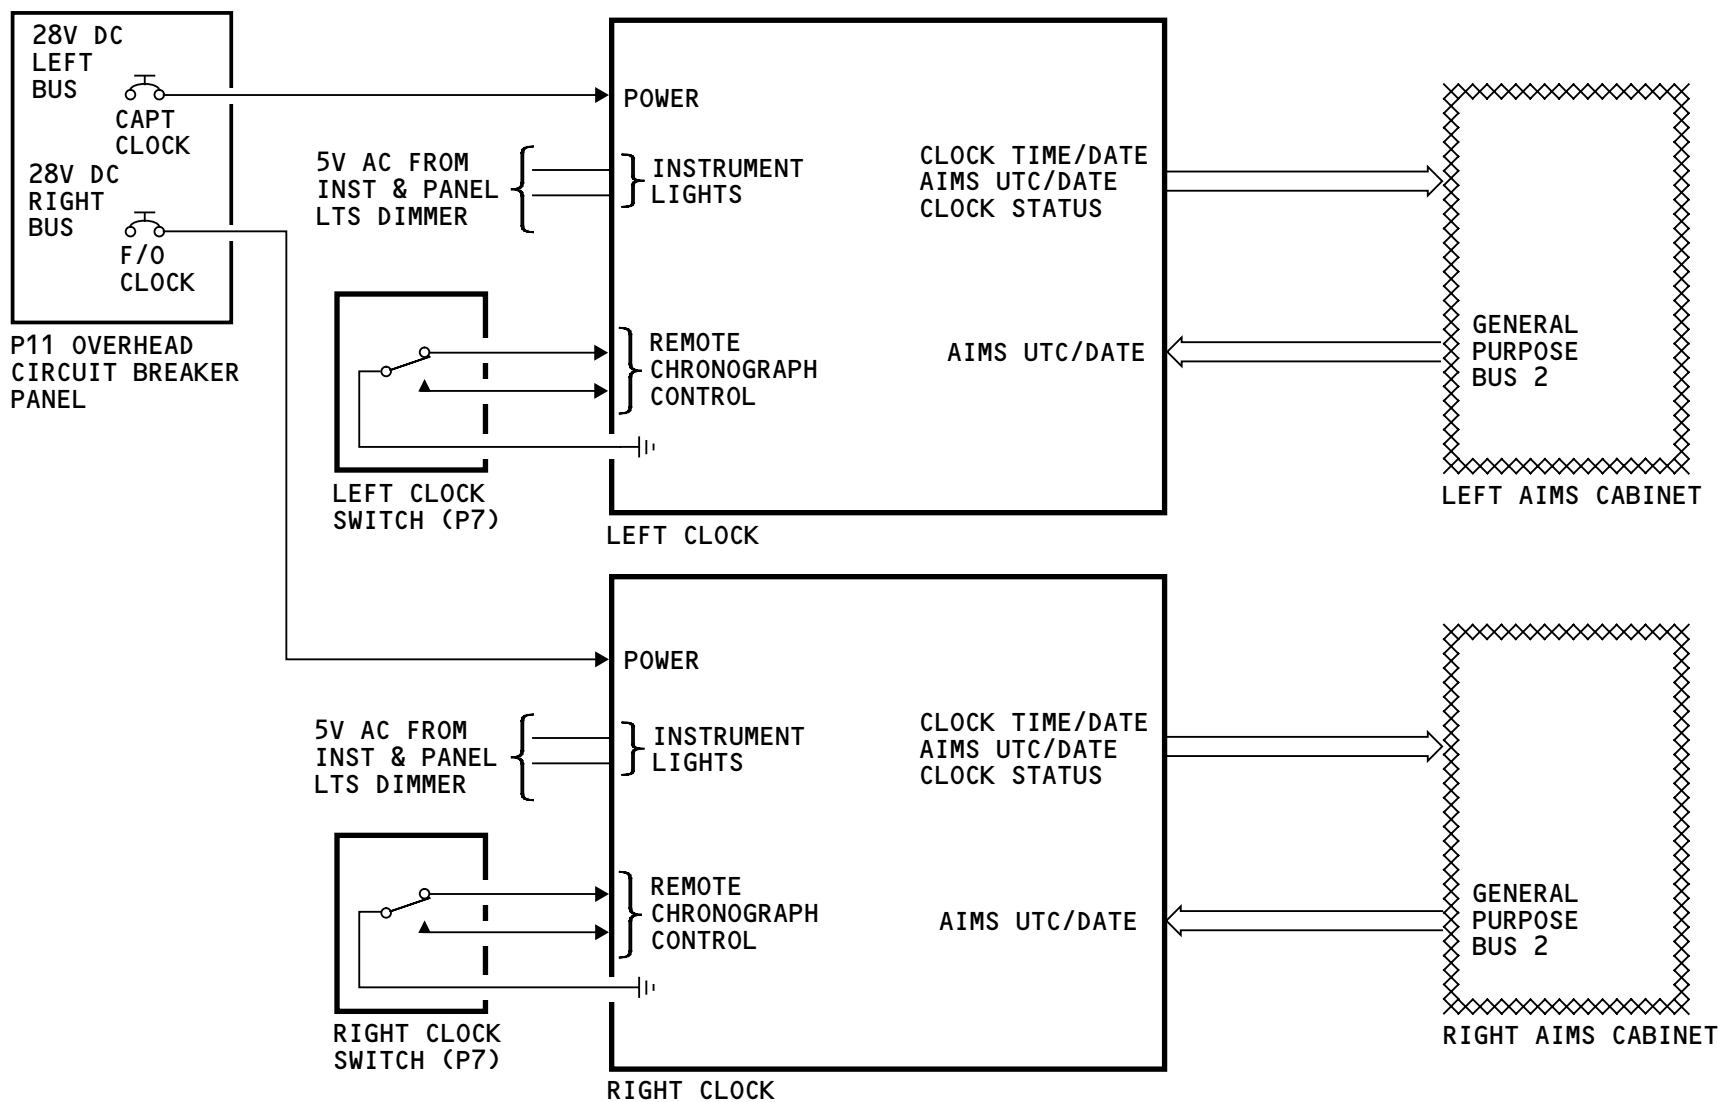 28V DC
LEFT
BUS
CAPT
CLOCK
28V DC
RIGHT
BUS
F/O
CLOCK
P11 OVERHEAD
CIRCUIT BREAKER
PANEL
5V AC FROM
INST & PANEL
LTS DIMMER
LEFT CLOCK
SWITCH (P7)
POWER
INSTRUMENT
LIGHTS
REMOTE
CHRONOGRAPH
CONTROL
CLOCK TIME/DATE
AIMS UTC/DATE
CLOCK STATUS
AIMS UTC/DATE
LEFT CLOCK
GENERAL
PURPOSE
BUS 2
LEFT AIMS CABINET
5V AC FROM
INST & PANEL
LTS DIMMER
RIGHT CLOCK
SWITCH (P7)
POWER
INSTRUMENT
LIGHTS
REMOTE
CHRONOGRAPH
CONTROL
CLOCK TIME/DATE
AIMS UTC/DATE
CLOCK STATUS
AIMS UTC/DATE
RIGHT CLOCK
GENERAL
PURPOSE
BUS 2
RIGHT AIMS CABINET